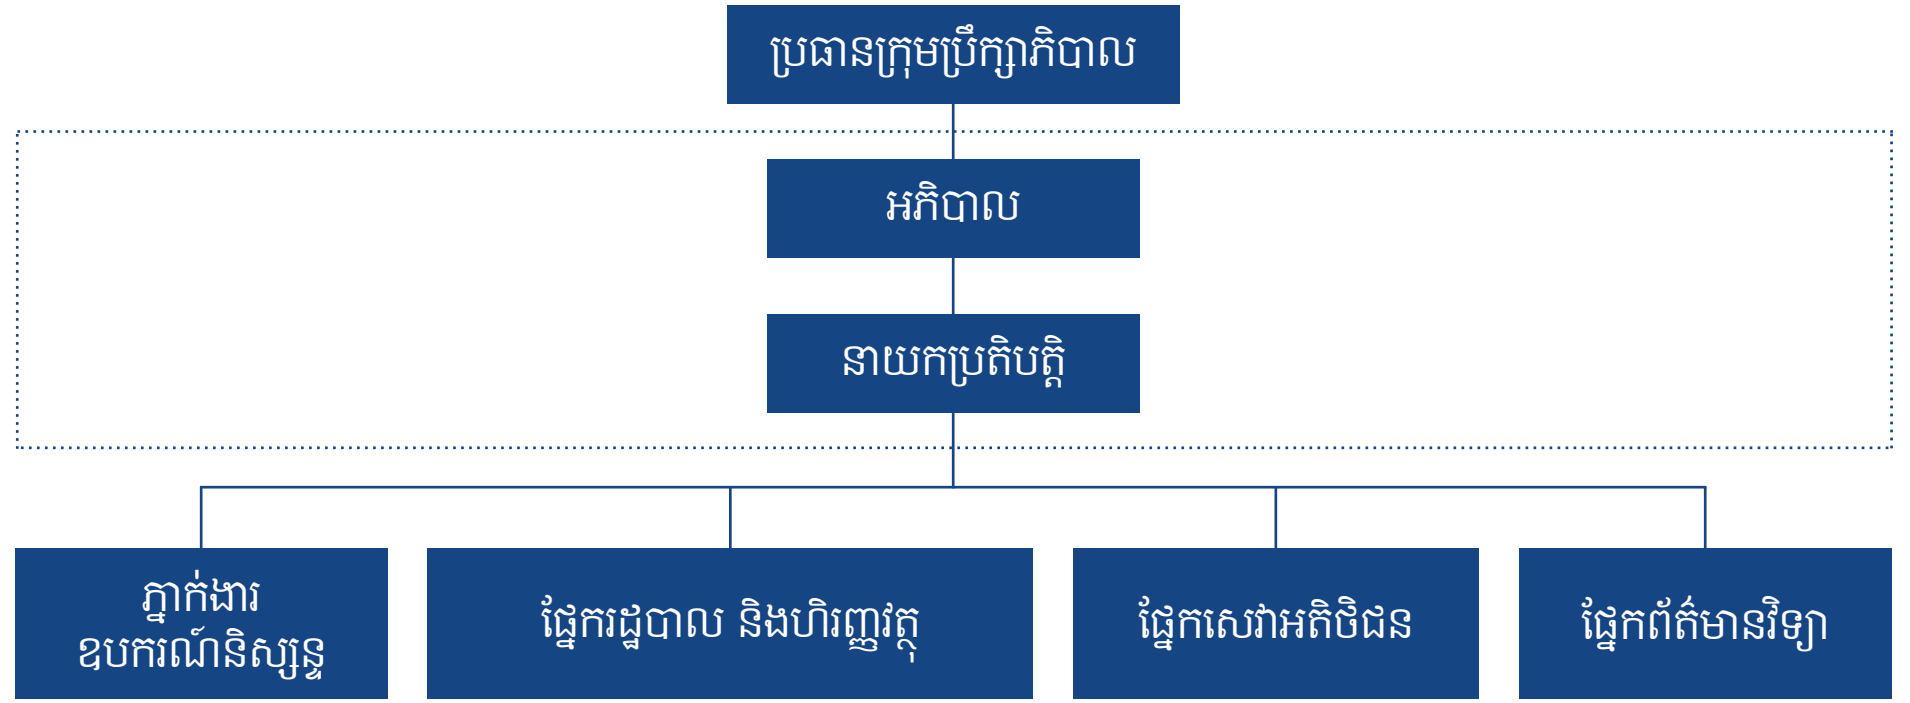 ប្រធានក្រុមប្រឹក្សាភិបាល
អភិបាល
នាយកប្រតិបត្តិ
ភ្នាក់ងារ
ឧបករណ៍និស្សន្ទ
ផ្នែករដ្ឋបាល និងហិរញ្ញវត្ថុ
ផ្នែកសេវាអតិថិជន
ផ្នែកព័ត៌មានវិទ្យា